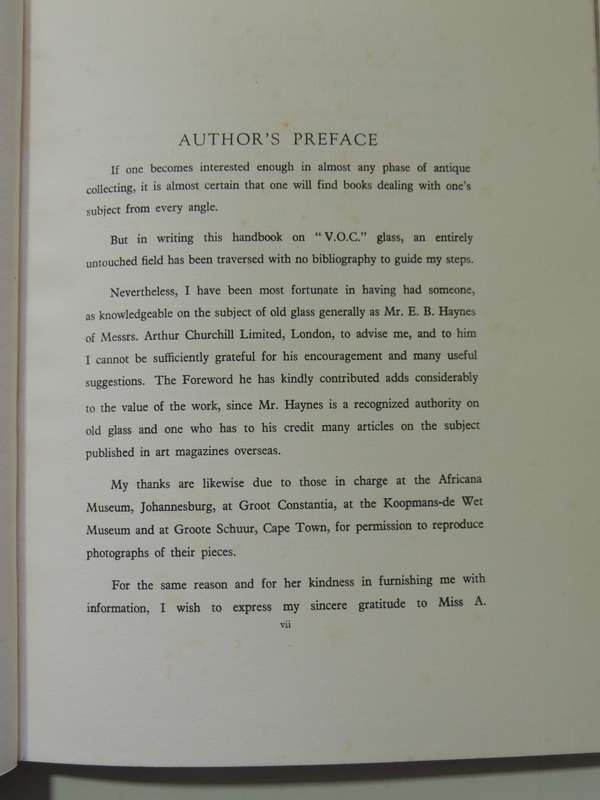 AUTHOR'S PREFACE
If one becomes interested enough in almost any phase of antique
collecting, it is almost certain that one will find books dealing with one's
subject from every angle.
But in writing this handbook on "V.O.C." glass, an entirely
untouched field has been traversed with no bibliography to guide my steps.
Nevertheless, I have been most fortunate in having had someone,
as knowledgeable on the subject of old glass generally as Mr. E. B. Haynes
of Messrs. Arthur Churchill Limited, London, to advise me, and to him
I cannot be sufficiently grateful for his encouragement and many useful
suggestions. The Foreword he has kindly contributed adds considerably
to the value of the work, since Mr. Haynes is a recognized authority on
old glass and one who has to his credit many articles on the subject
published in art magazines overseas.
My thanks are likewise due to those in charge at the Africana
Museum, Johannesburg, at Groot Constantia, at the Koopmans-de Wet
Museum and at Groote Schuur, Cape Town, for permission to reproduce
photographs of their pieces.
For the same reason and for her kindness in furnishing me with
information, I wish to express my sincere gratitude to Miss A.
vii